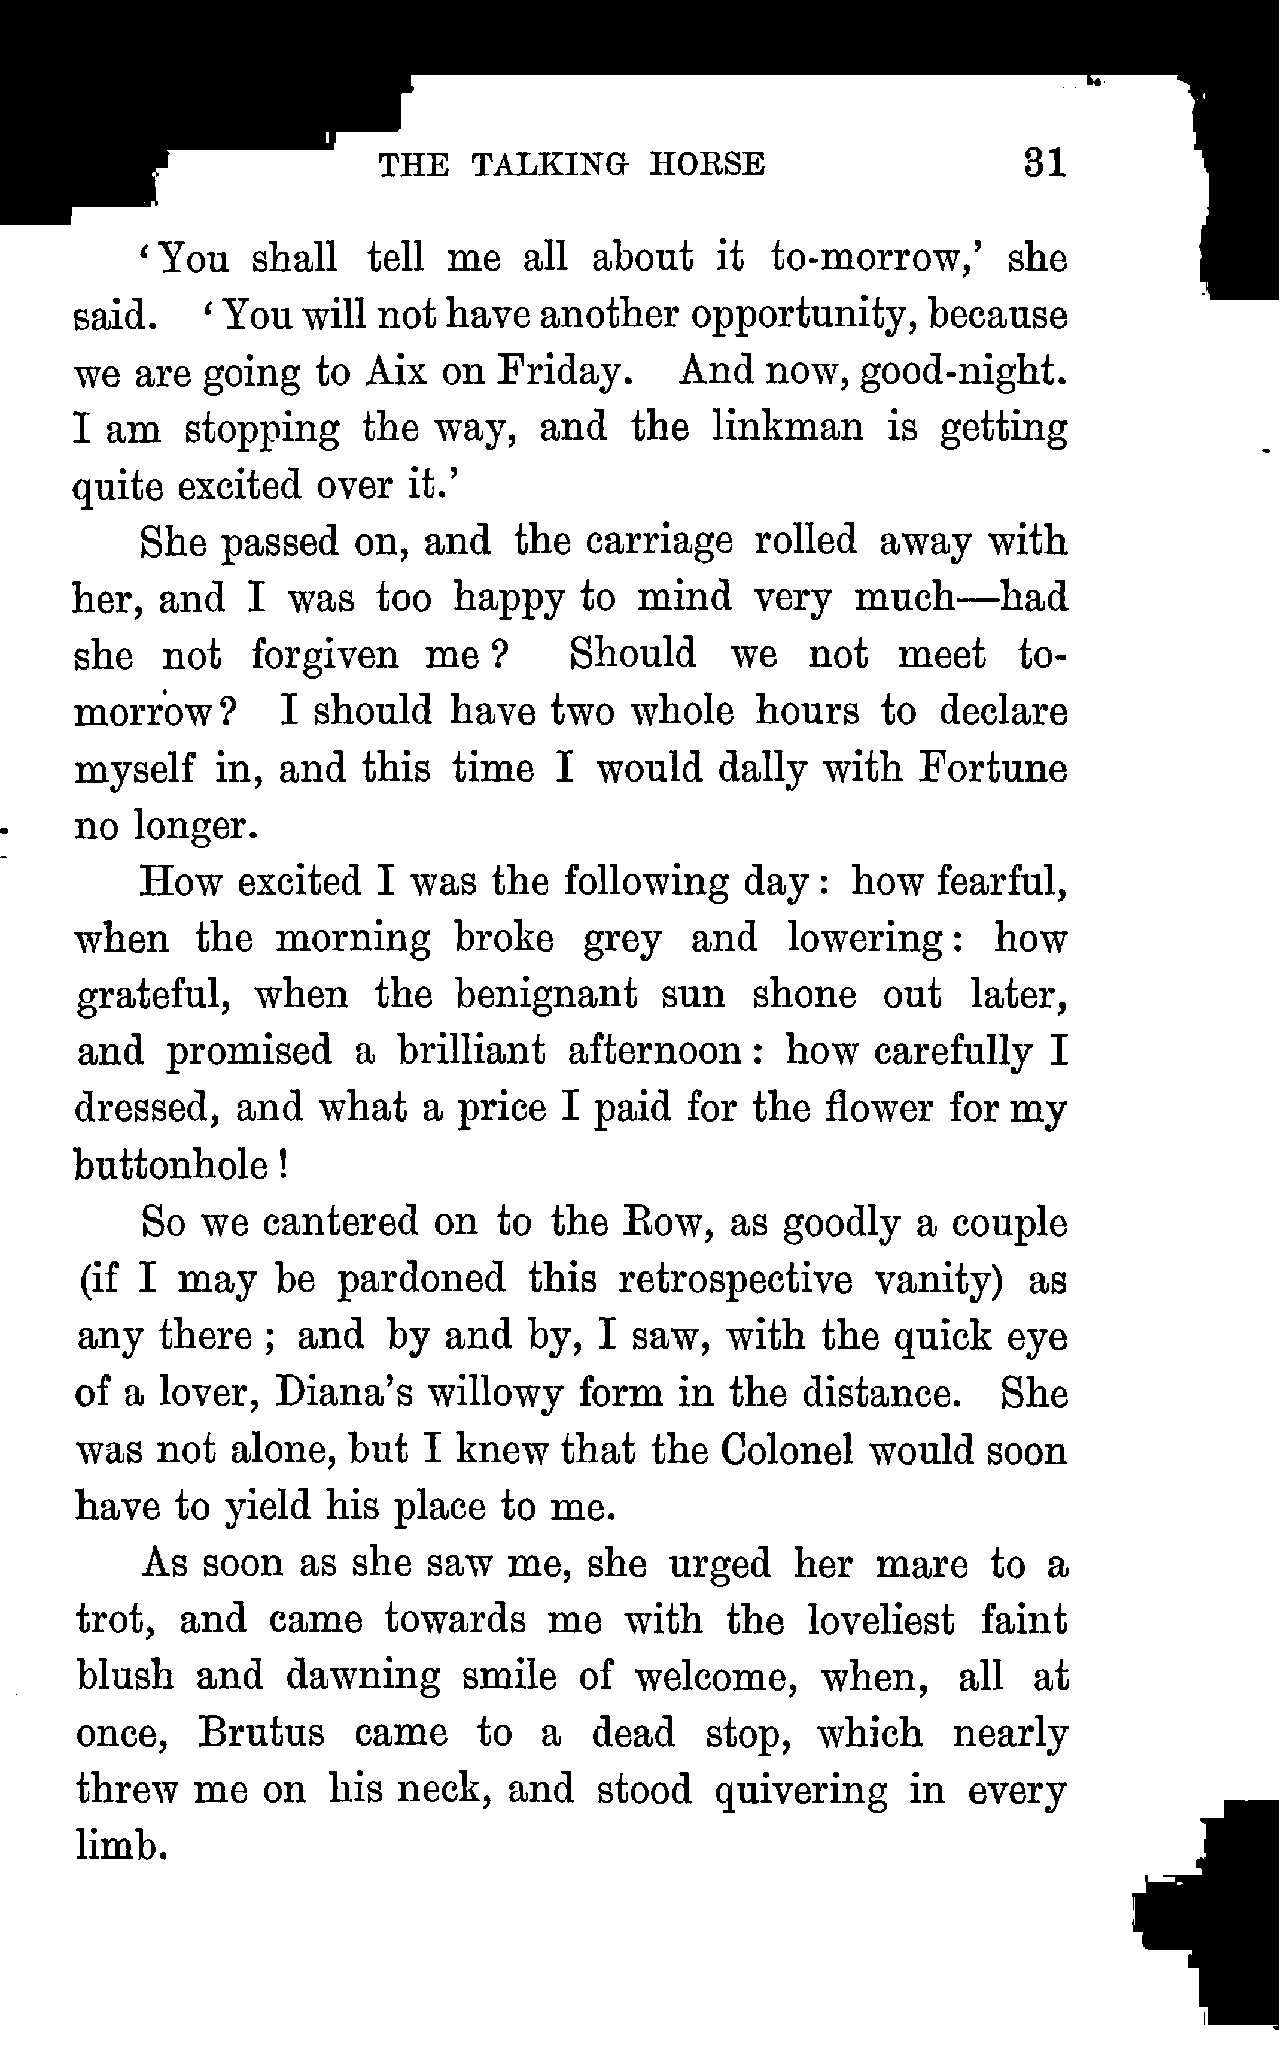 THE TALKING HORSE 31
‘You shall tell me all about it to-morrow,’ she
said. ‘You will not have another opportunity, because
we are going to Aix on Friday. And now, good-night.
I am stopping the way, and the linkman is getting
quite excited over it.’
She passed on, and the carriage rolled away with
her, and I was too happy to mind very much—had
she not forgiven me? Should we not meet to-
morrow? I should have two whole hours to declare
myself in, and this time I would dally with Fortune
no longer.
How excited I was the following day: how fearful,
when the morning broke grey and lowering: how
grateful, when the benignant sun shone out later,
and promised a brilliant afternoon: how carefully I
dressed, and what a price I paid for the flower for my
buttonhole!
So we cantered on to the Row, as goodly a couple
(if I may be pardoned this retrospective vanity) as
any there; and by and by, I saw, with the quick eye
of a lover, Diana’s willowy form in the distance. She
was not alone, but I knew that the Colonel would soon
have to yield his place to me.
As soon as she saw me, she urged her mare to a
trot, and came towards me with the loveliest faint
blush and dawning smile of welcome, when, all at
once, Brutus came to a dead stop, which nearly
threw me on his neck, and stood quivering in every
limb.